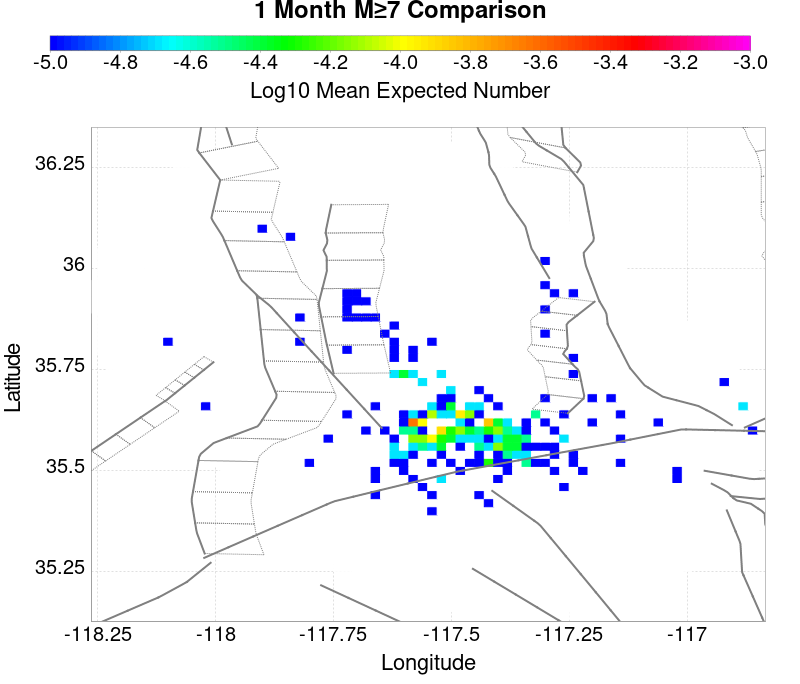 1 Month M≥7 Comparison
-5.0 -4.8 -4.6 -4.4 -4.2 -4.0 -3.8 -3.6 -3.4 -3.2 -3.0
Log10 Mean Expected Number
36.25
36
35.75
35.5
35.25
Latitude
-118.25 -118 -117.75 -117.5 -117.25 -117
Longitude